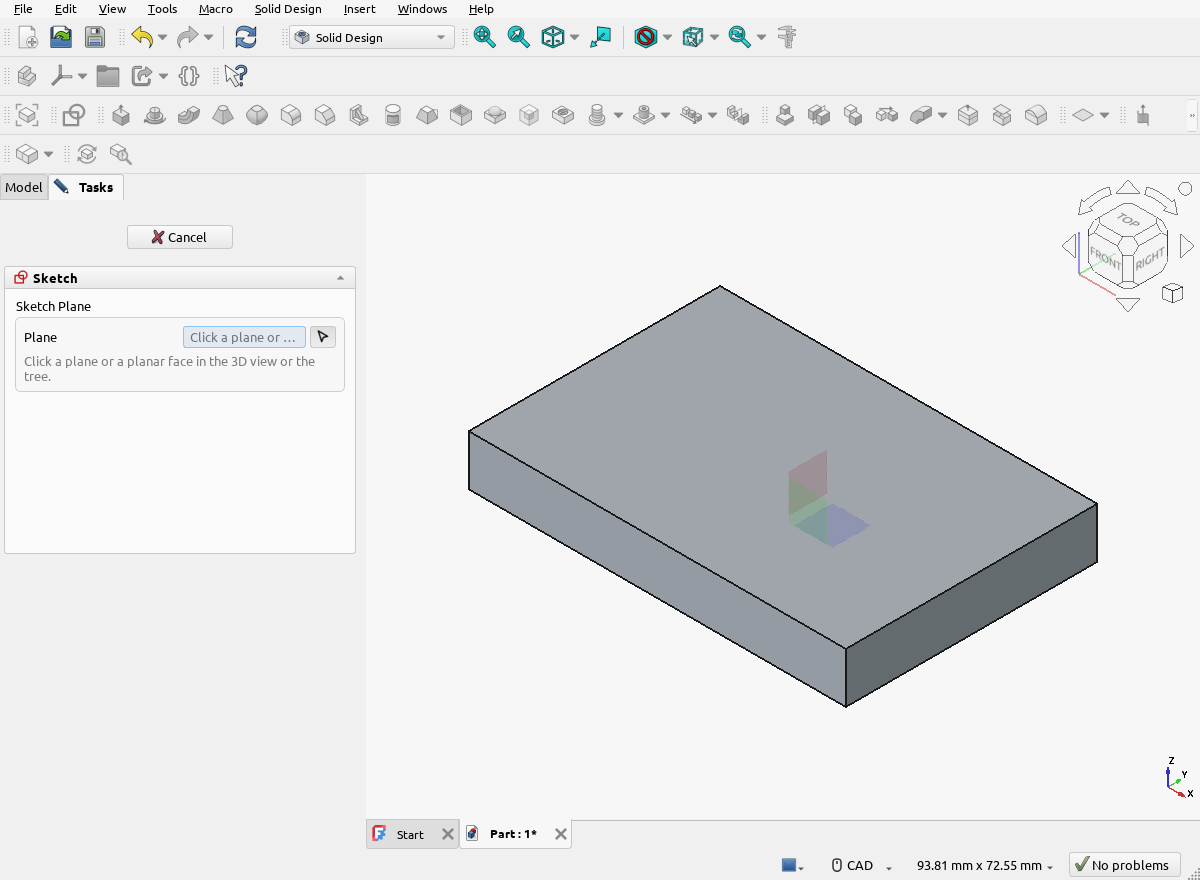 File Edit View Tools Macro Solid Design Insert Windows Help
Solid Design
Model Tasks
Cancel
Sketch
Sketch Plane
Plane Click a plane or ...
Click a plane or a planar face in the 3D view or the
tree.
TOP
FRONT RIGHT
Z
Y
X
Start Part : 1*
CAD 93.81 mm x 72.55 mm No problems